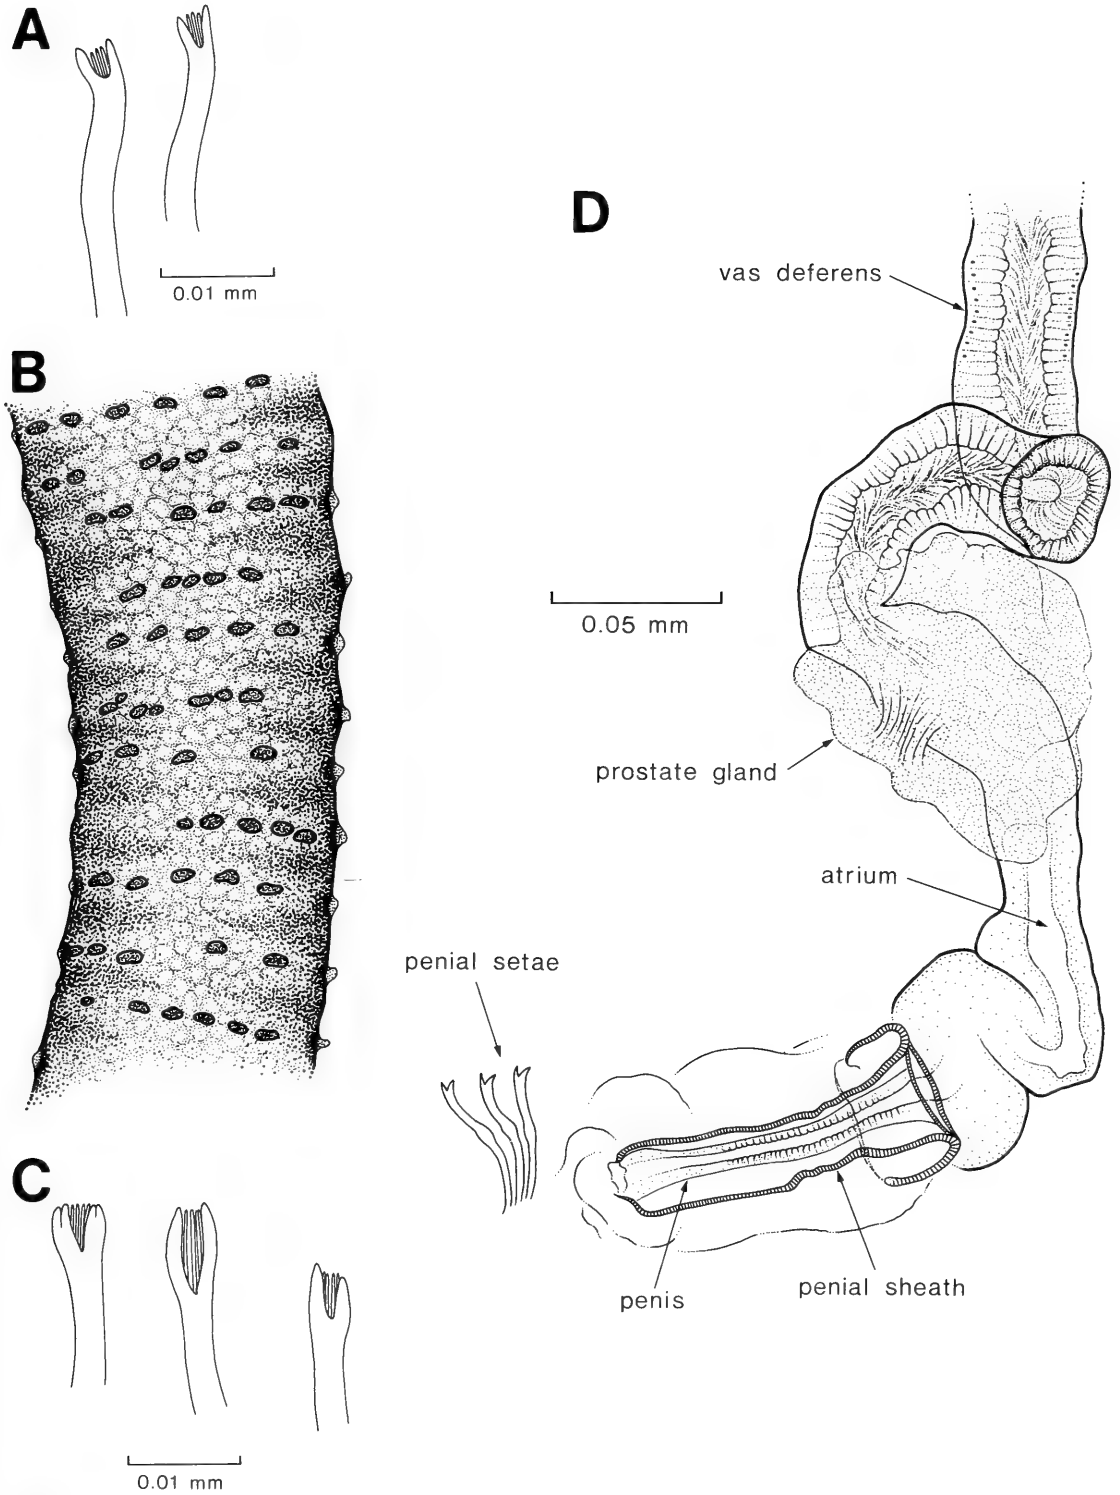 A
0.01 mm
B
C
0.01 mm
D
vas deferens
0.05 mm
prostate gland
atrium
penial setae
penis
penial sheath